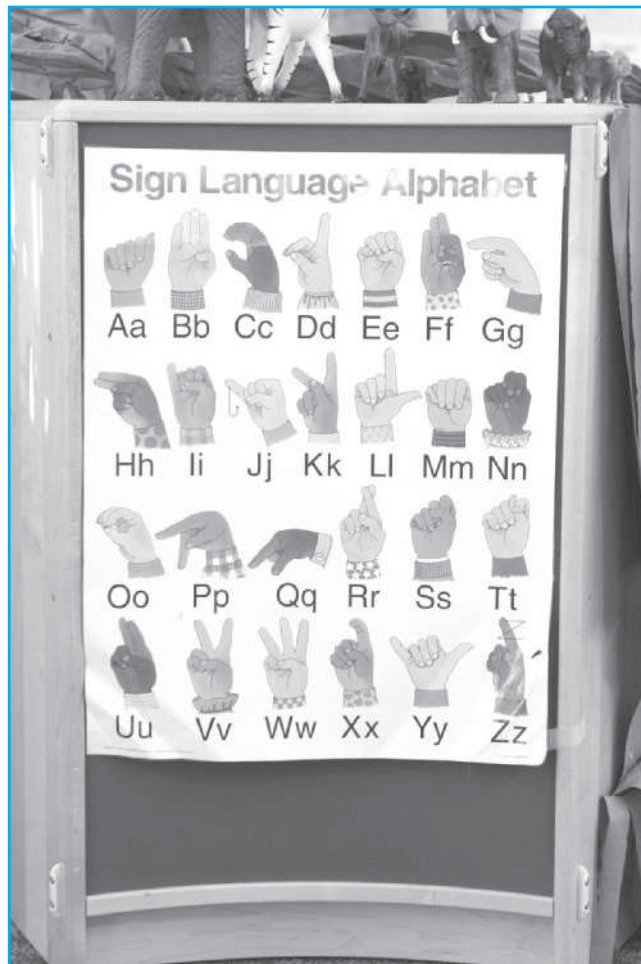 Sign Language Alphabet
Aa Bb Cc Dd Ee Ff Gg
Hh Ii Jj Kk Ll Mm Nn
Oo Pp Qq Rr Ss Tt
Uu Vv Ww Xx Yy Zz